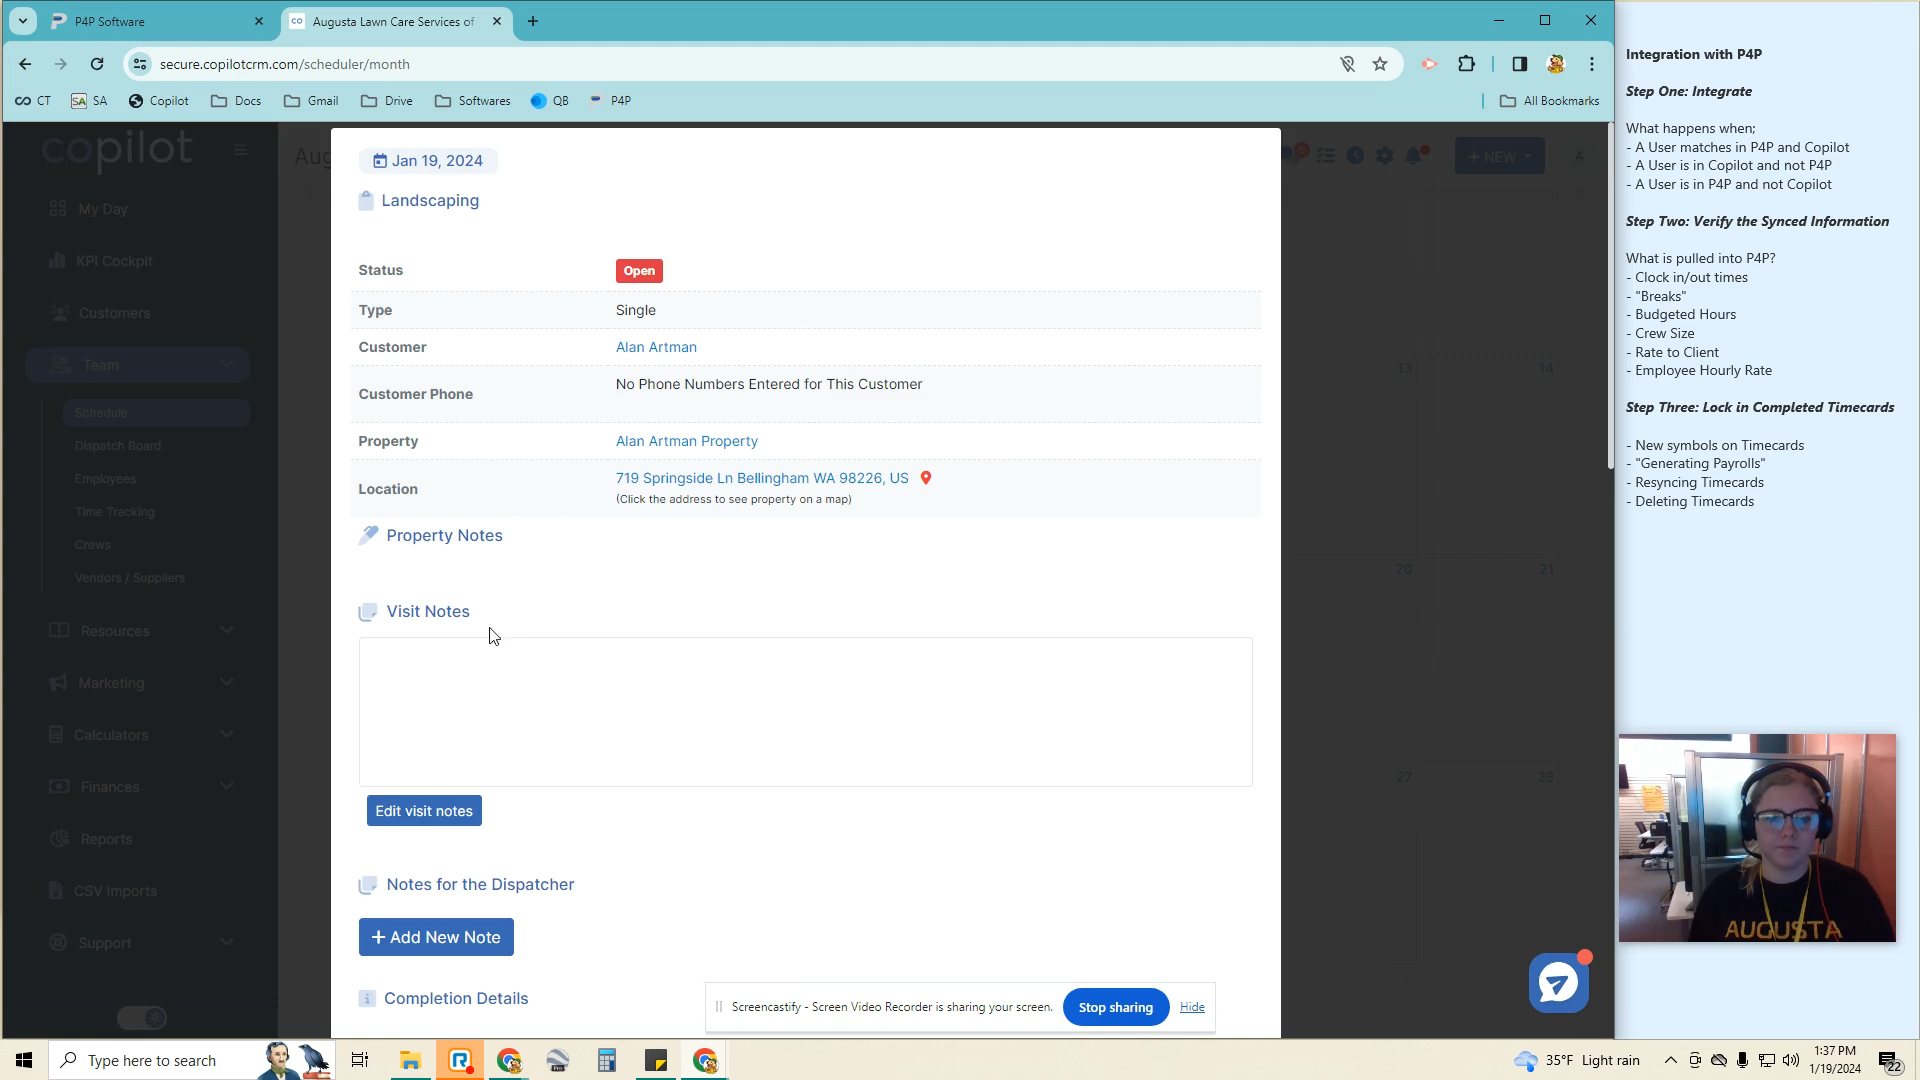 P4P Software
Augusta Lawn Care Services of
secure.copilotcrm.com/scheduler/month
CT
SA
SA
Copilot
Docs
Gmail
Drive
Softwares
QB
P4P
All Bookmarks
copilot
My Day
KPI Cockpit
Customers
Team
Schedule
Dispatch Board
Employees
Time Tracking
Crews
Vendors / Suppliers
Resources
Marketing
Calculators
Finances
Reports
CSV Imports
Support
Aug
+ NEW
A
13
14
20
21
27
28
Jan 19, 2024
Landscaping
Status Open
Type Single
Customer Alan Artman
Customer Phone No Phone Numbers Entered for This Customer
Property Alan Artman Property
Location 719 Springside Ln Bellingham WA 98226, US
(Click the address to see property on a map)
Property Notes
Visit Notes
Edit visit notes
Notes for the Dispatcher
+ Add New Note
Completion Details
Screencastify - Screen Video Recorder is sharing your screen.
Stop sharing
Hide
Integration with P4P
Step One: Integrate
What happens when;
- A User matches in P4P and Copilot
- A User is in Copilot and not P4P
- A User is in P4P and not Copilot
Step Two: Verify the Synced Information
What is pulled into P4P?
- Clock in/out times
- "Breaks"
- Budgeted Hours
- Crew Size
- Rate to Client
- Employee Hourly Rate
Step Three: Lock in Completed Timecards
- New symbols on Timecards
- "Generating Payrolls"
- Resyncing Timecards
- Deleting Timecards
AUGUSTA
Type here to search
35°F Light rain
1:37 PM
1/19/2024
22